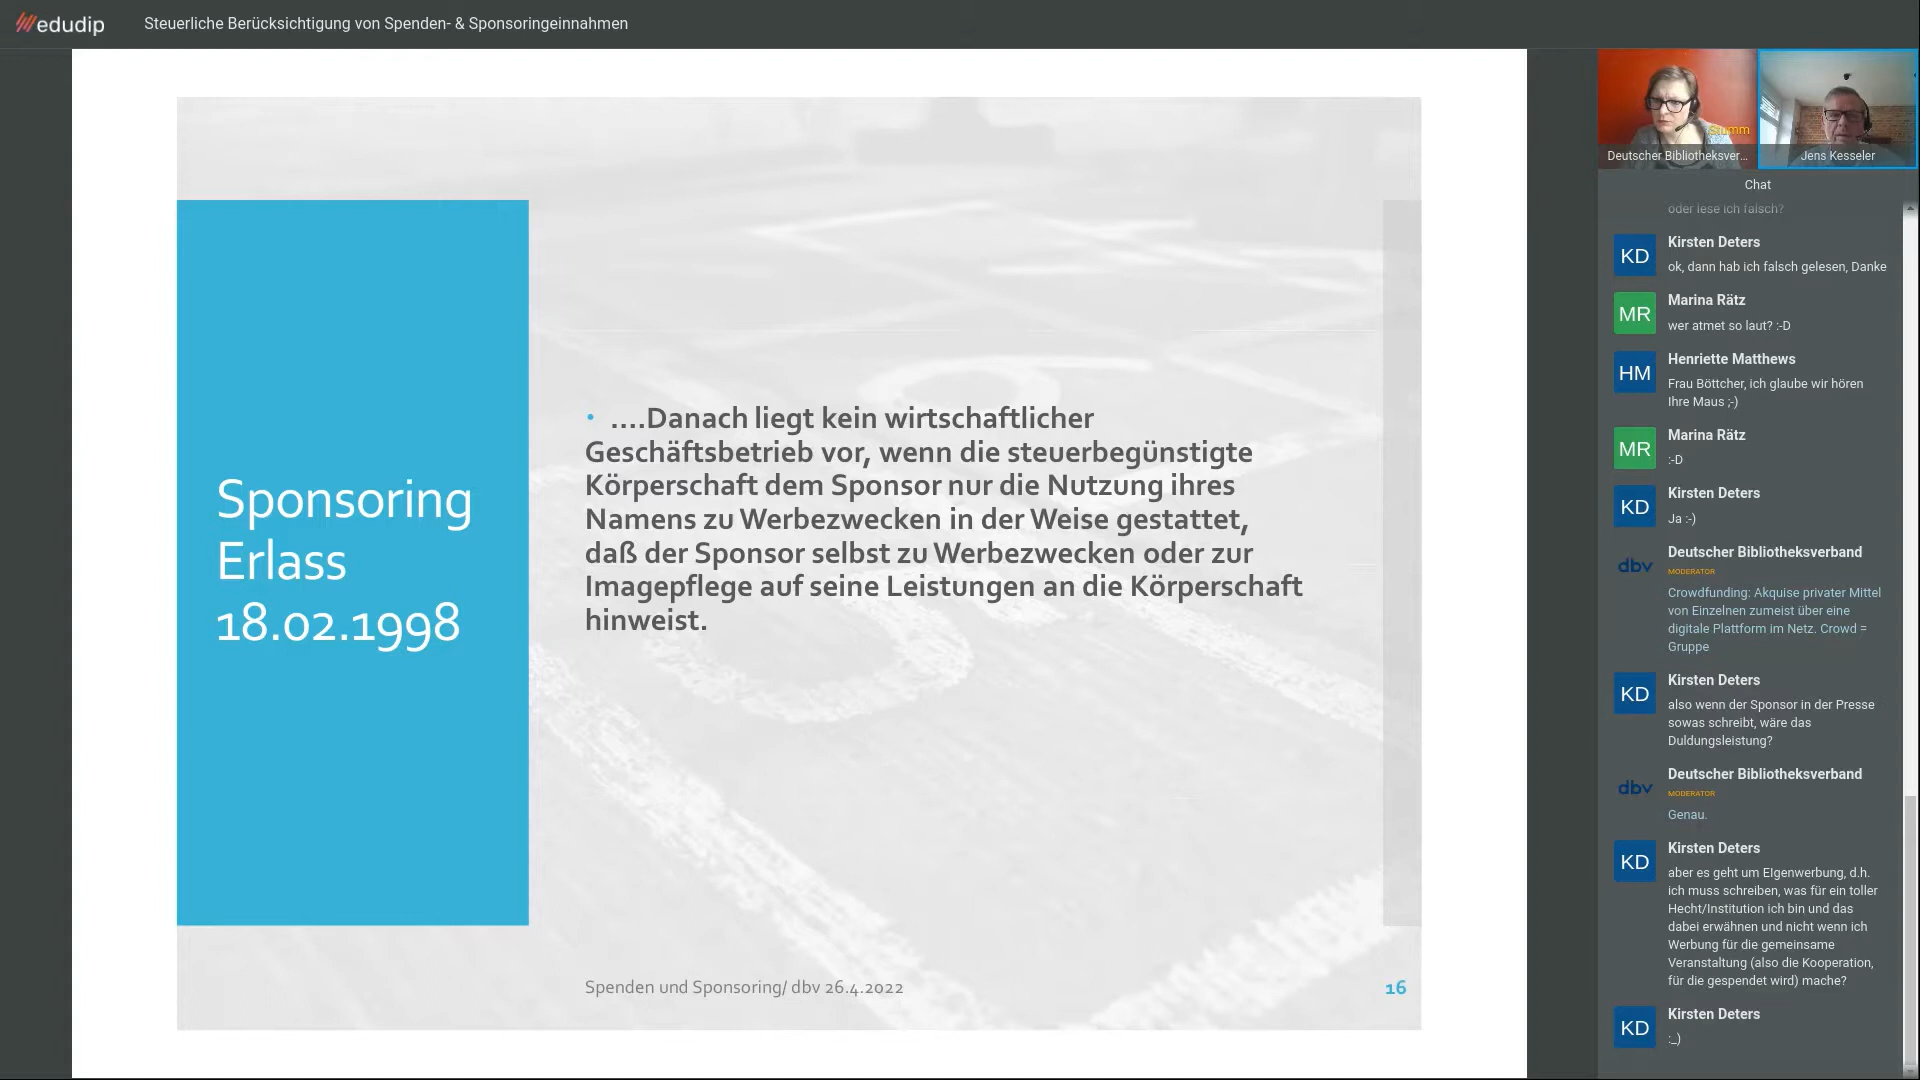 edudip
Steuerliche Berücksichtigung von Spenden- & Sponsoringeinnahmen
Sponsoring
Erlass
18.02.1998
• ....Danach liegt kein wirtschaftlicher
Geschäftsbetrieb vor, wenn die steuerbegünstigte
Körperschaft dem Sponsor nur die Nutzung ihres
Namens zu Werbezwecken in der Weise gestattet,
daß der Sponsor selbst zu Werbezwecken oder zur
Imagepflege auf seine Leistungen an die Körperschaft
hinweist.
Spenden und Sponsoring/ dbv 26.4.2022
16
stumm
Deutscher Bibliotheksver...
Jens Kesseler
Chat
oder lese ich falsch?
KD
Kirsten Deters
ok, dann hab ich falsch gelesen, Danke
MR
Marina Rätz
wer atmet so laut? :-D
HM
Henriette Matthews
Frau Böttcher, ich glaube wir hören
Ihre Maus ;-)
MR
Marina Rätz
:-D
KD
Kirsten Deters
Ja :-)
dbv
Deutscher Bibliotheksverband
MODERATOR
Crowdfunding: Akquise privater Mittel
von Einzelnen zumeist über eine
digitale Plattform im Netz. Crowd =
Gruppe
KD
Kirsten Deters
also wenn der Sponsor in der Presse
sowas schreibt, wäre das
Duldungsleistung?
dbv
Deutscher Bibliotheksverband
MODERATOR
Genau.
KD
Kirsten Deters
aber es geht um EIgenwerbung, d.h.
ich muss schreiben, was für ein toller
Hecht/Institution ich bin und das
dabei erwähnen und nicht wenn ich
Werbung für die gemeinsame
Veranstaltung (also die Kooperation,
für die gespendet wird) mache?
KD
Kirsten Deters
:_)